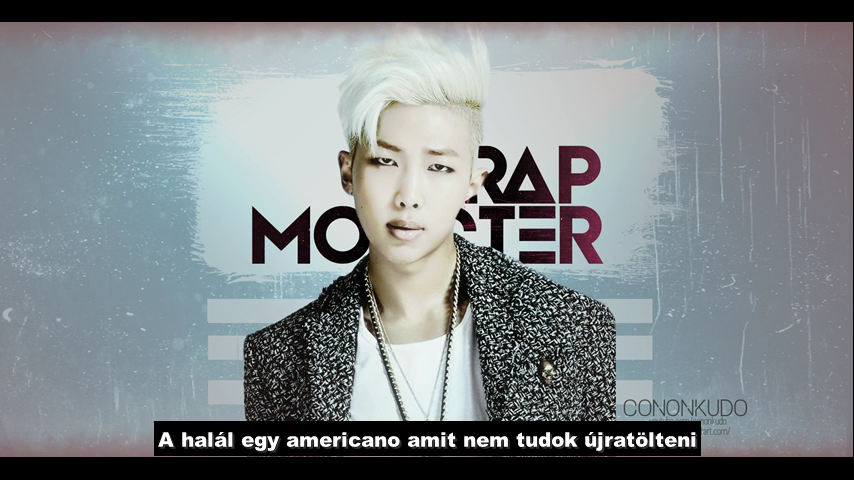 RAP
MONSTER
CONONKUDO
A halál egy americano amit nem tudok újratölteni